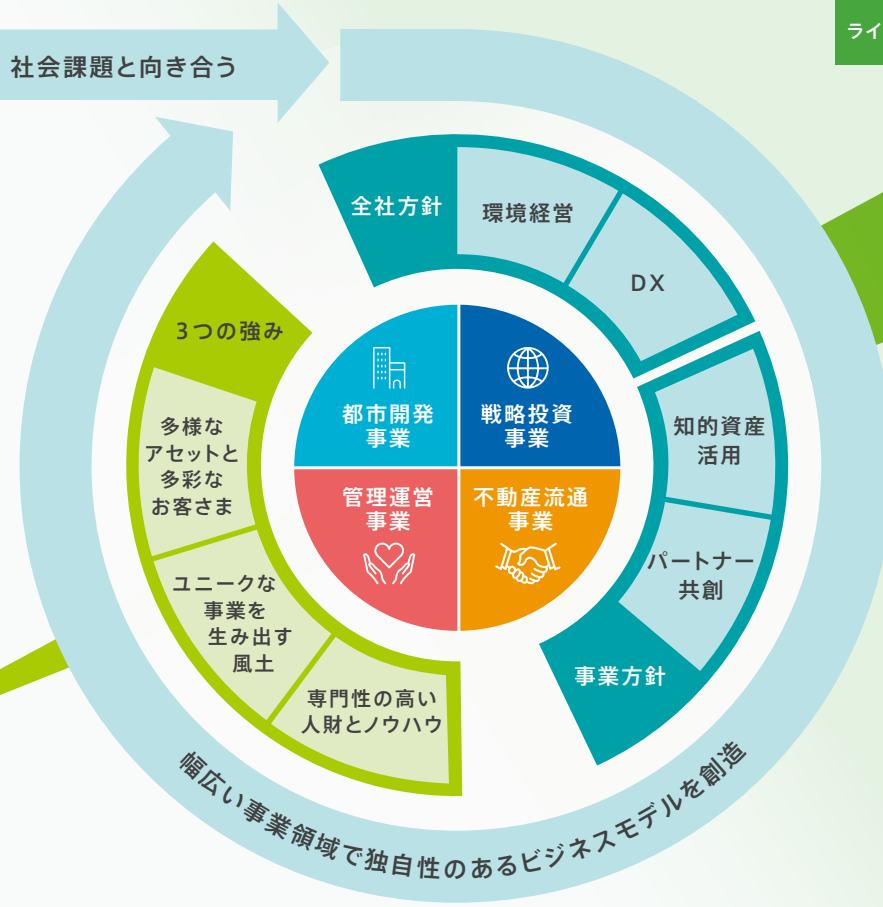 社会課題と向き合う
ライ
全社方針
環境経営
DX
知的資産
活用
パートナー
共創
事業方針
3つの強み
多様な
アセットと
多彩な
お客さま
ユニークな
事業を
生み出す
風土
専門性の高い
人財とノウハウ
都市開発
事業
戦略投資
事業
管理運営
事業
不動産流通
事業
幅広い事業領域で独自性のあるビジネスモデルを創造